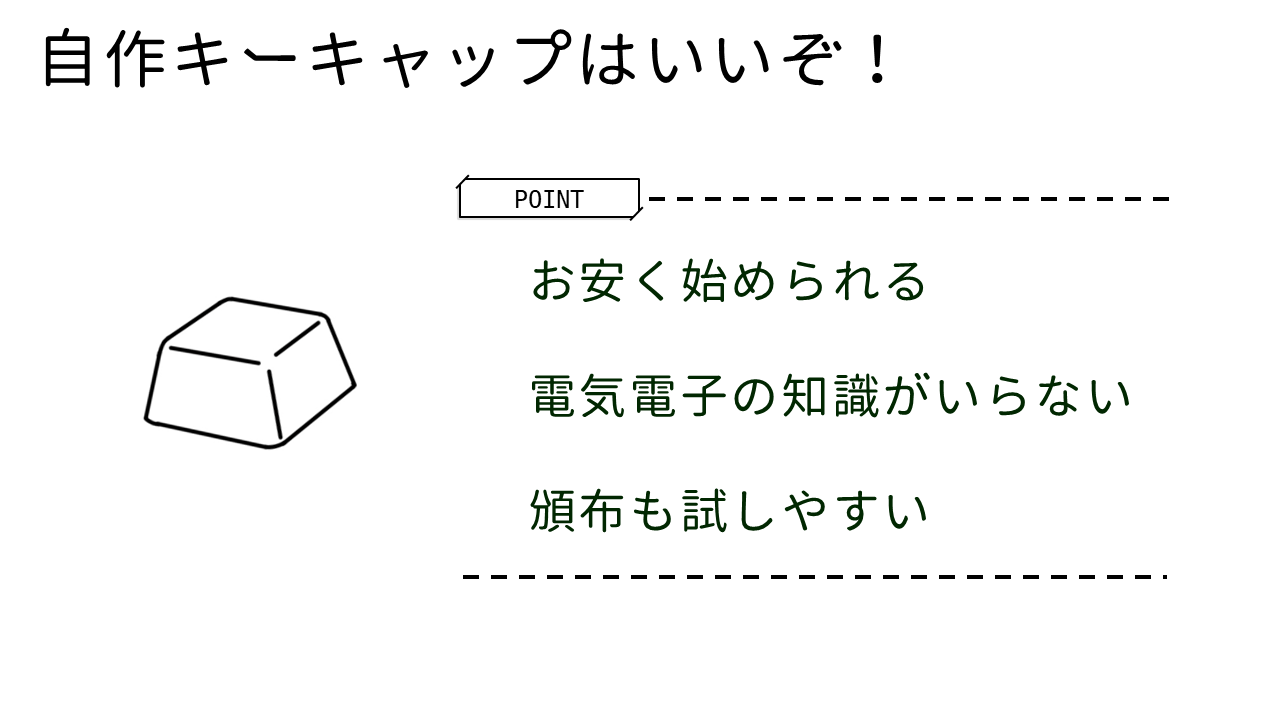 自作キーキャップはいいぞ！
POINT
お安く始められる
電気電子の知識がいらない
頒布も試しやすい